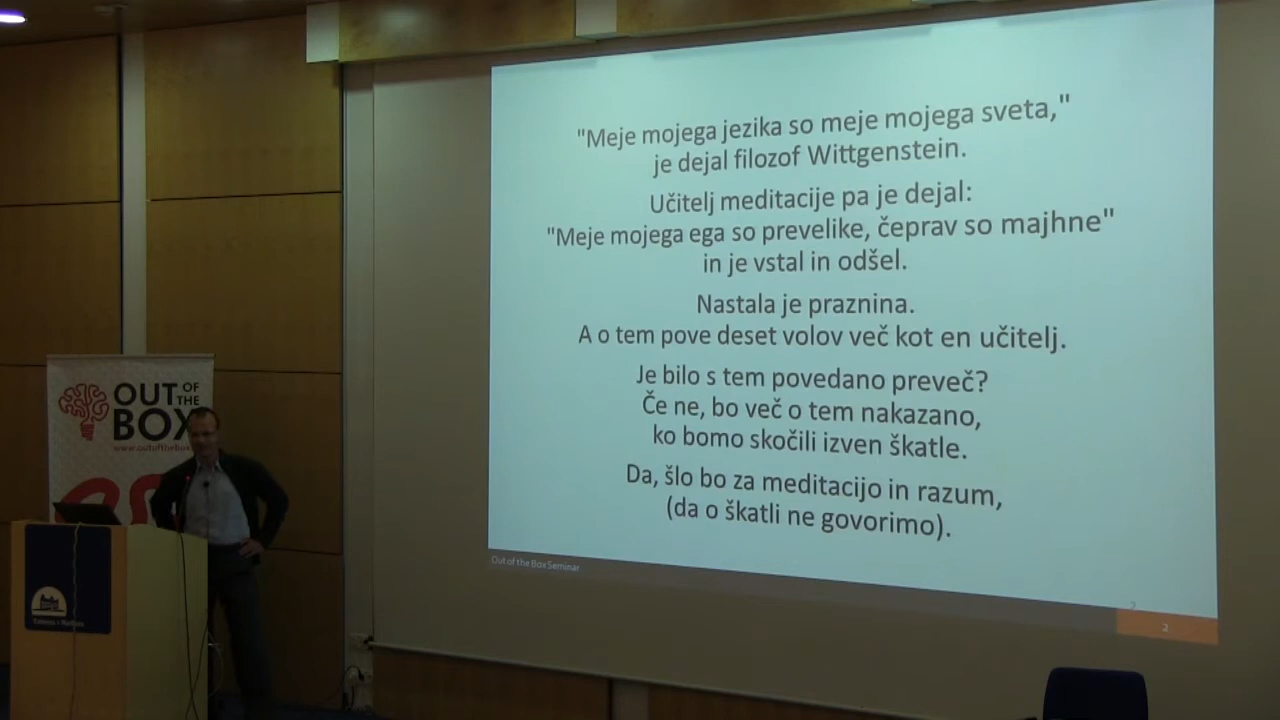 "Meje mojega jezika so meje mojega sveta,"
je dejal filozof Wittgenstein.
Učitelj meditacije pa je dejal:
"Meje mojega ega so prevelike, čeprav so majhne"
in je vstal in odšel.
Nastala je praznina.
A o tem pove deset volov več kot en učitelj.
Je bilo s tem povedano preveč?
Če ne, bo več o tem nakazano,
ko bomo skočili izven škatle.
Da, šlo bo za meditacijo in razum,
(da o škatli ne govorimo).
Out of the Box Seminar
2
2
OUT OF THE
BOX